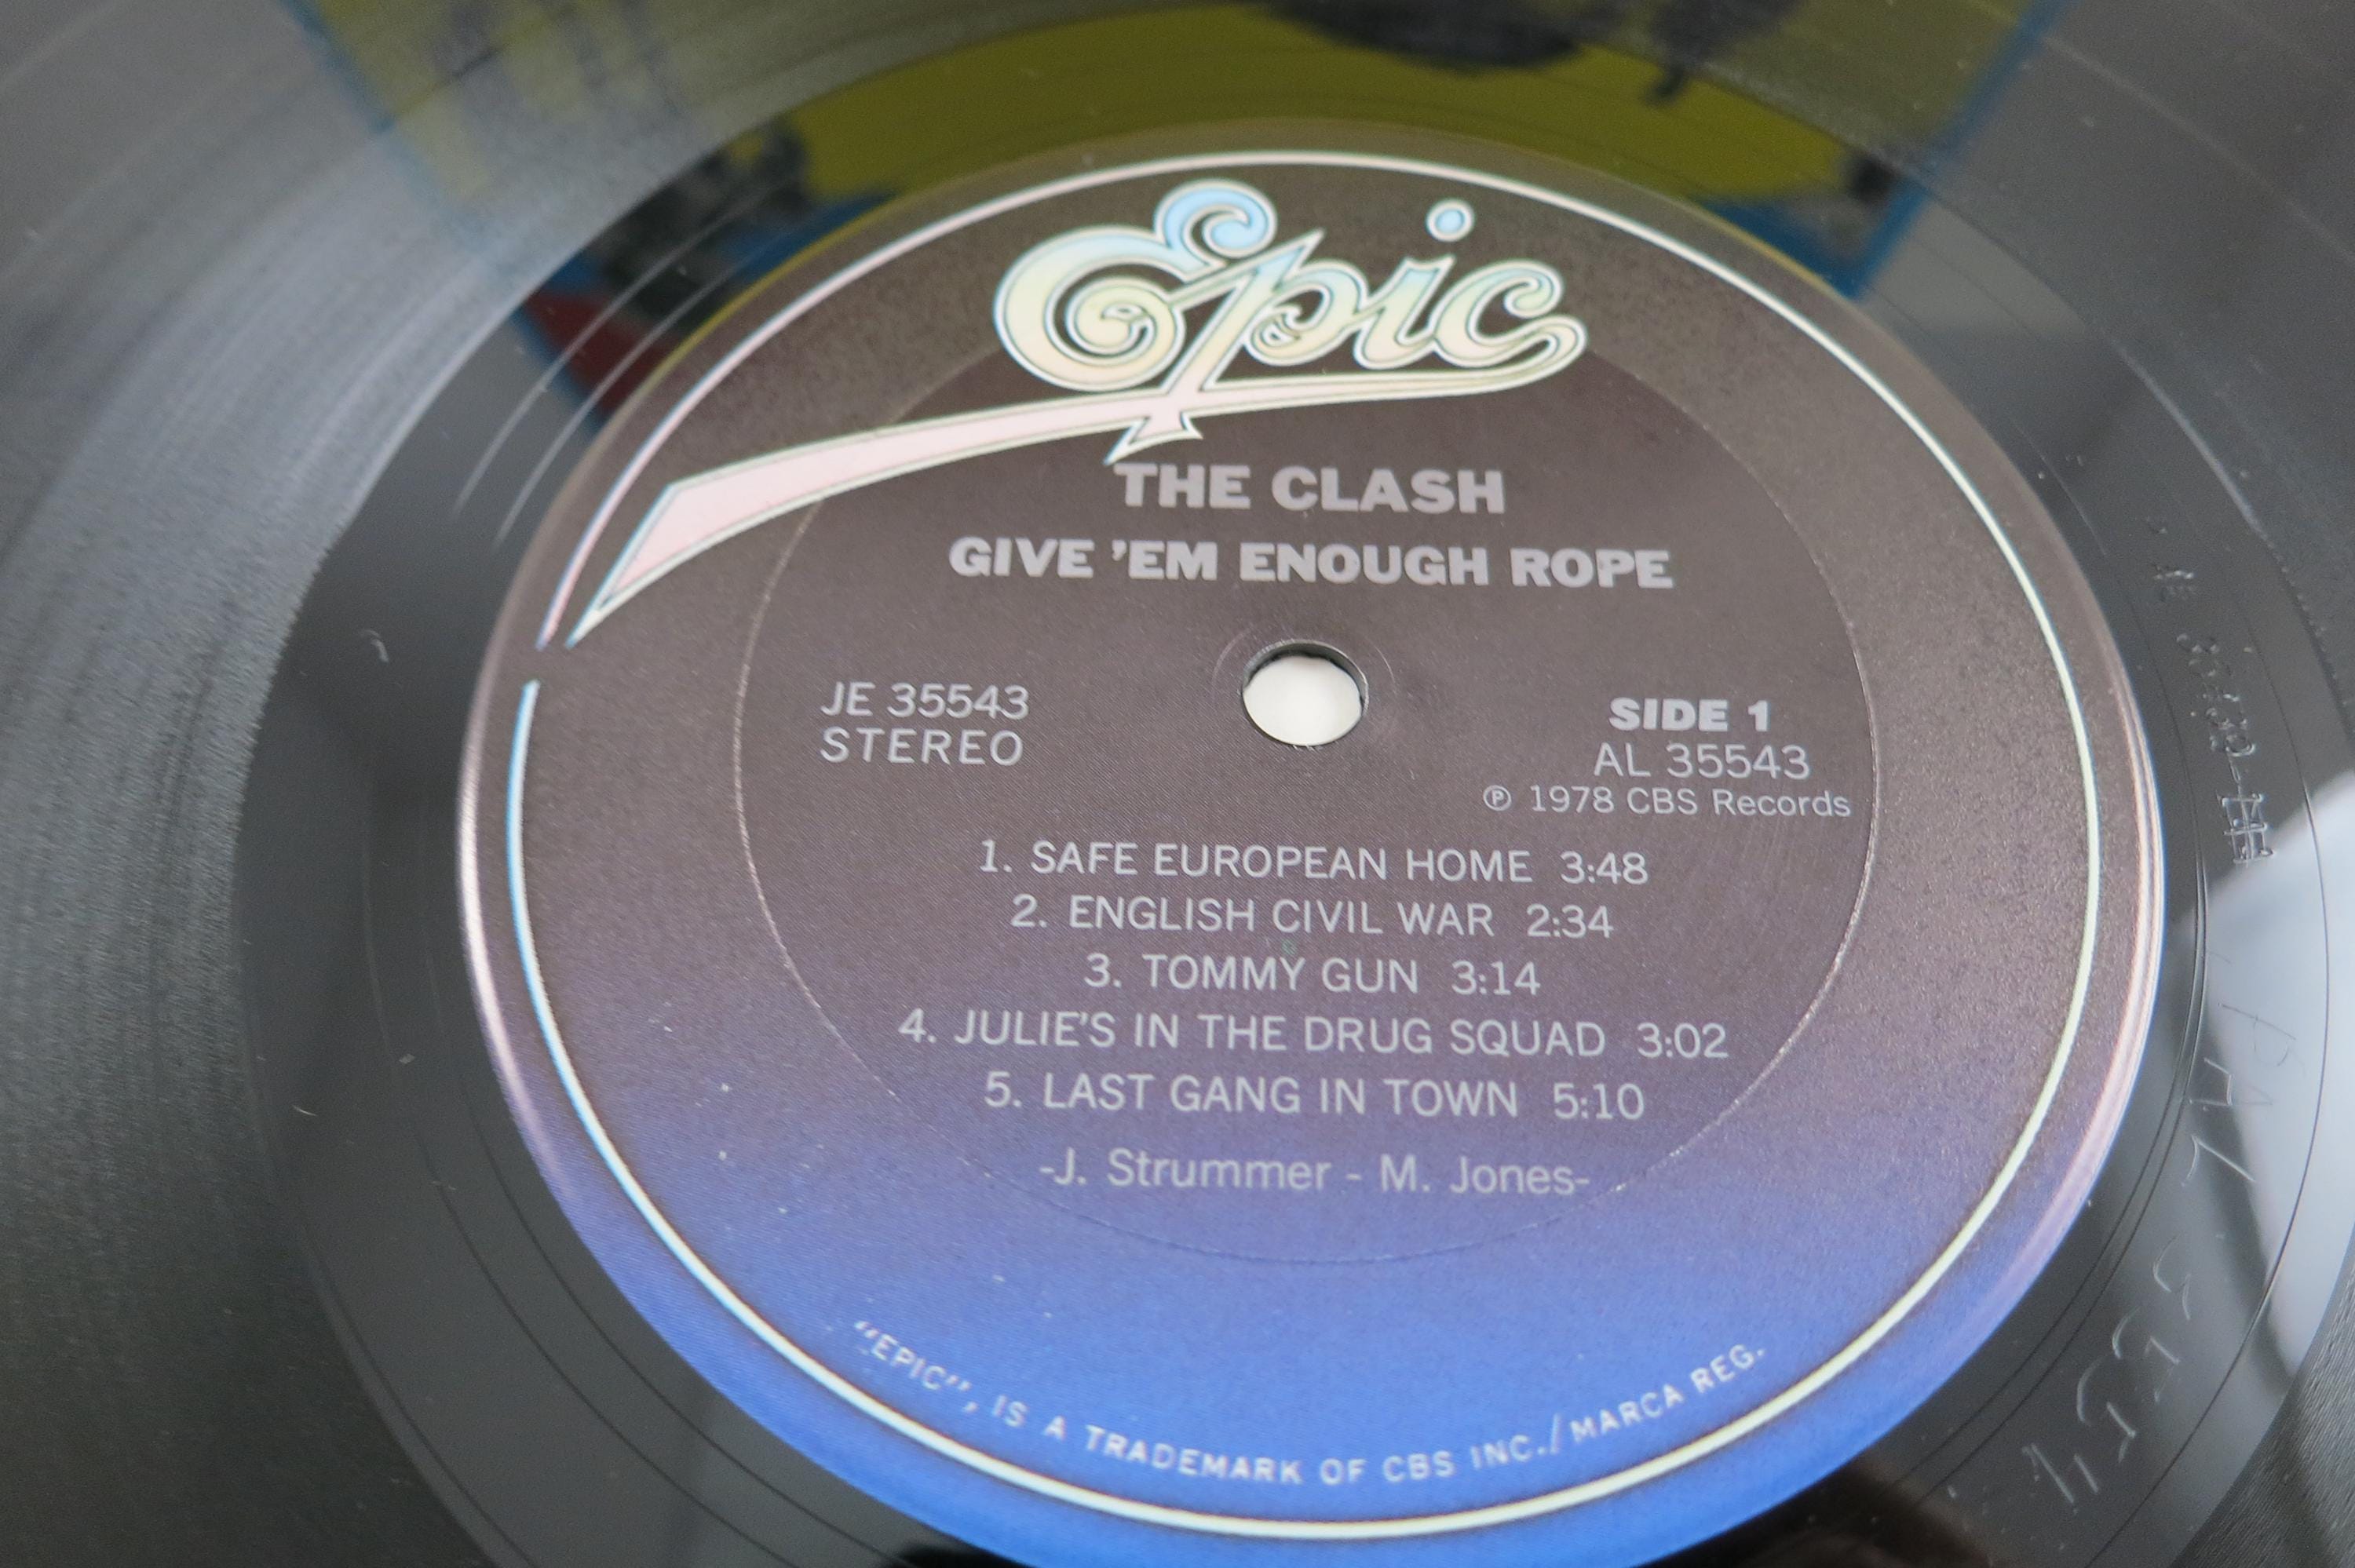 Epic
THE CLASH
GIVE 'EM ENOUGH ROPE
JE 35543
STEREO
SIDE 1
AL 35543
℗ 1978 CBS Records
1. SAFE EUROPEAN HOME 3:48
2. ENGLISH CIVIL WAR 2:34
3. TOMMY GUN 3:14
4. JULIE'S IN THE DRUG SQUAD 3:02
5. LAST GANG IN TOWN 5:10
-J. Strummer - M. Jones-
"EPIC", IS A TRADEMARK OF CBS INC./MARCA REG.